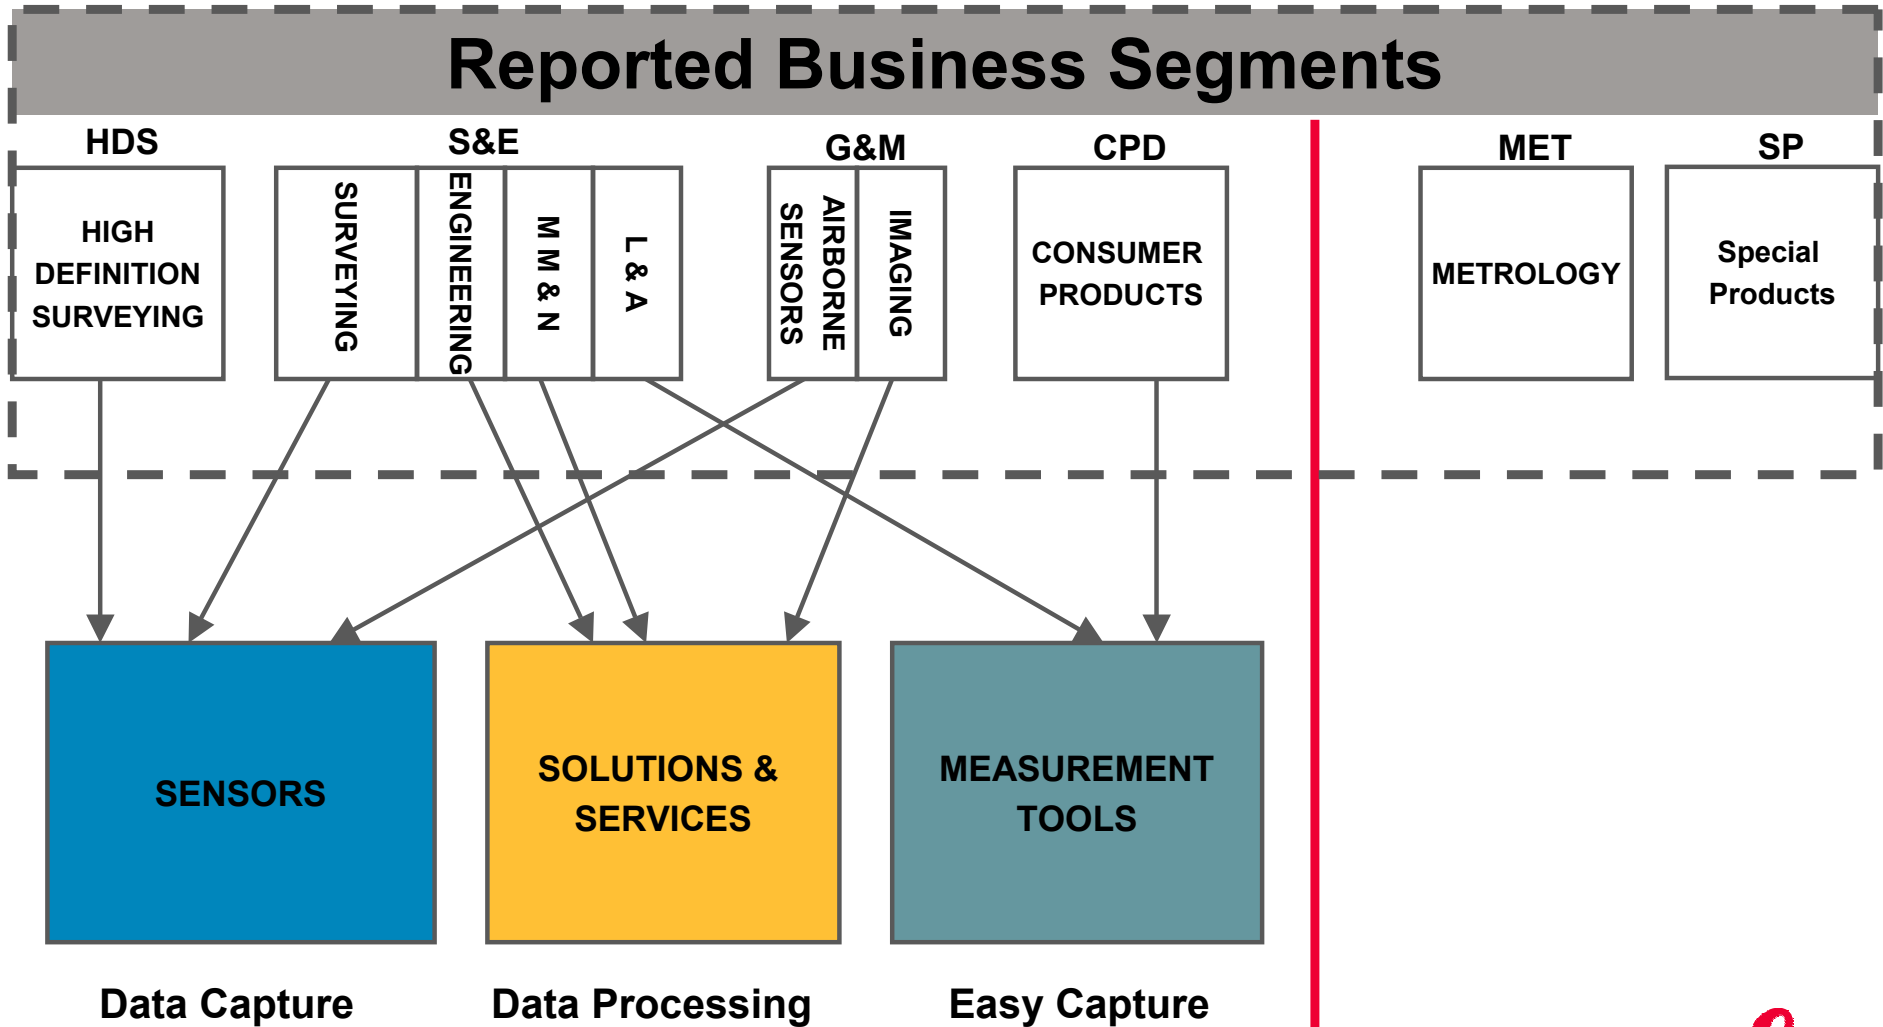 Reported Business Segments
HDS
S&E
G&M
CPD
MET
SP
HIGH
DEFINITION
SURVEYING
SURVEYING
ENGINEERING
M M & N
L & A
AIRBORNE
SENSORS
IMAGING
CONSUMER
PRODUCTS
METROLOGY
Special
Products
SENSORS
SOLUTIONS &
SERVICES
MEASUREMENT
TOOLS
Data Capture
Data Processing
Easy Capture